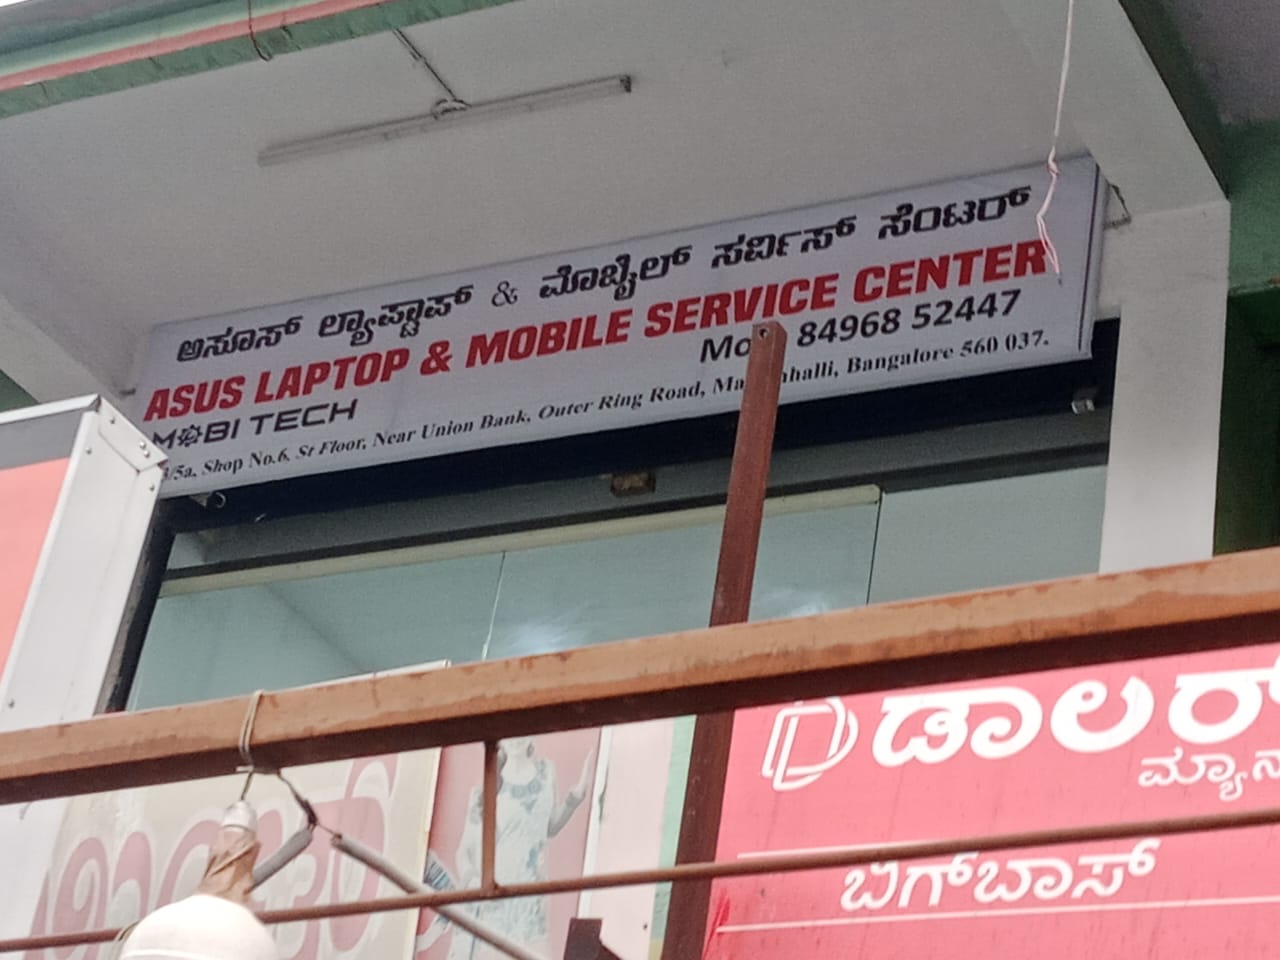 ಅಸೂಸ್ ಲ್ಯಾಪ್ಟಾಪ್ & ಮೊಬೈಲ್ ಸರ್ವಿಸ್ ಸೆಂಟರ್
ASUS LAPTOP & MOBILE SERVICE CENTER
MOBI TECH
84968 52447
/5a, Shop No.6, St Floor, Near Union Bank, Outer Ring Road, Bangalore 560 037.
ಡಾಲರ್
ಬಿಗ್‌ಬಾಸ್